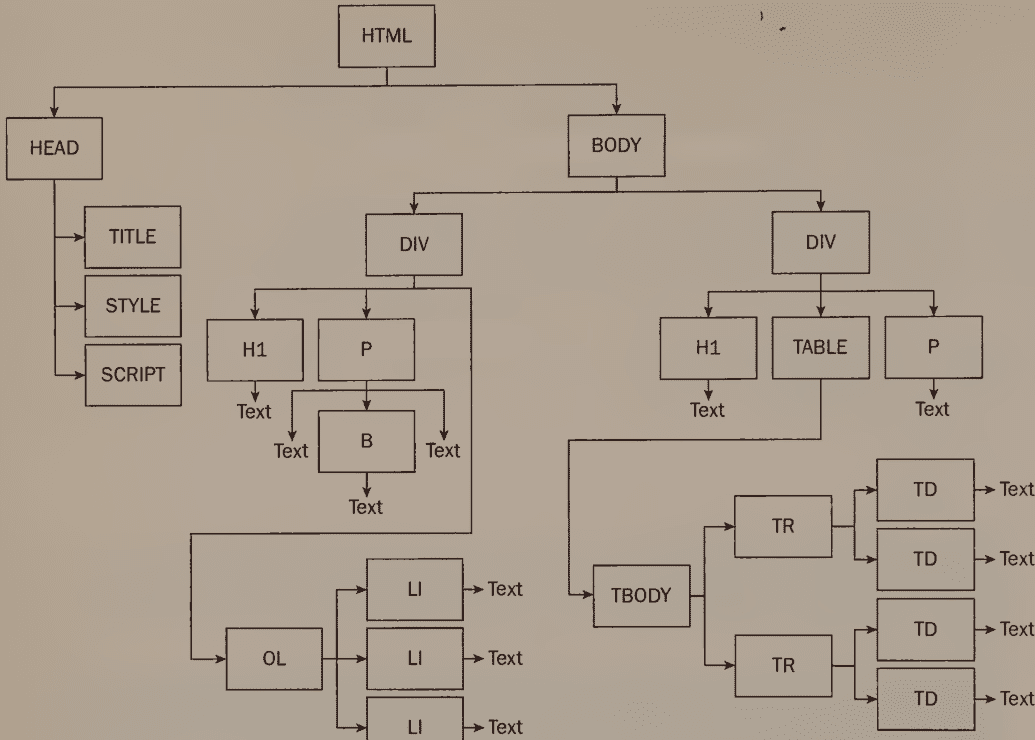 HTML
HEAD
BODY
TITLE
STYLE
SCRIPT
DIV
DIV
H1
P
H1
TABLE
P
Text
Text
B
Text
Text
Text
Text
OL
LI
Text
LI
Text
LI
Text
TBODY
TR
TD
Text
TD
Text
TR
TD
Text
TD
Text